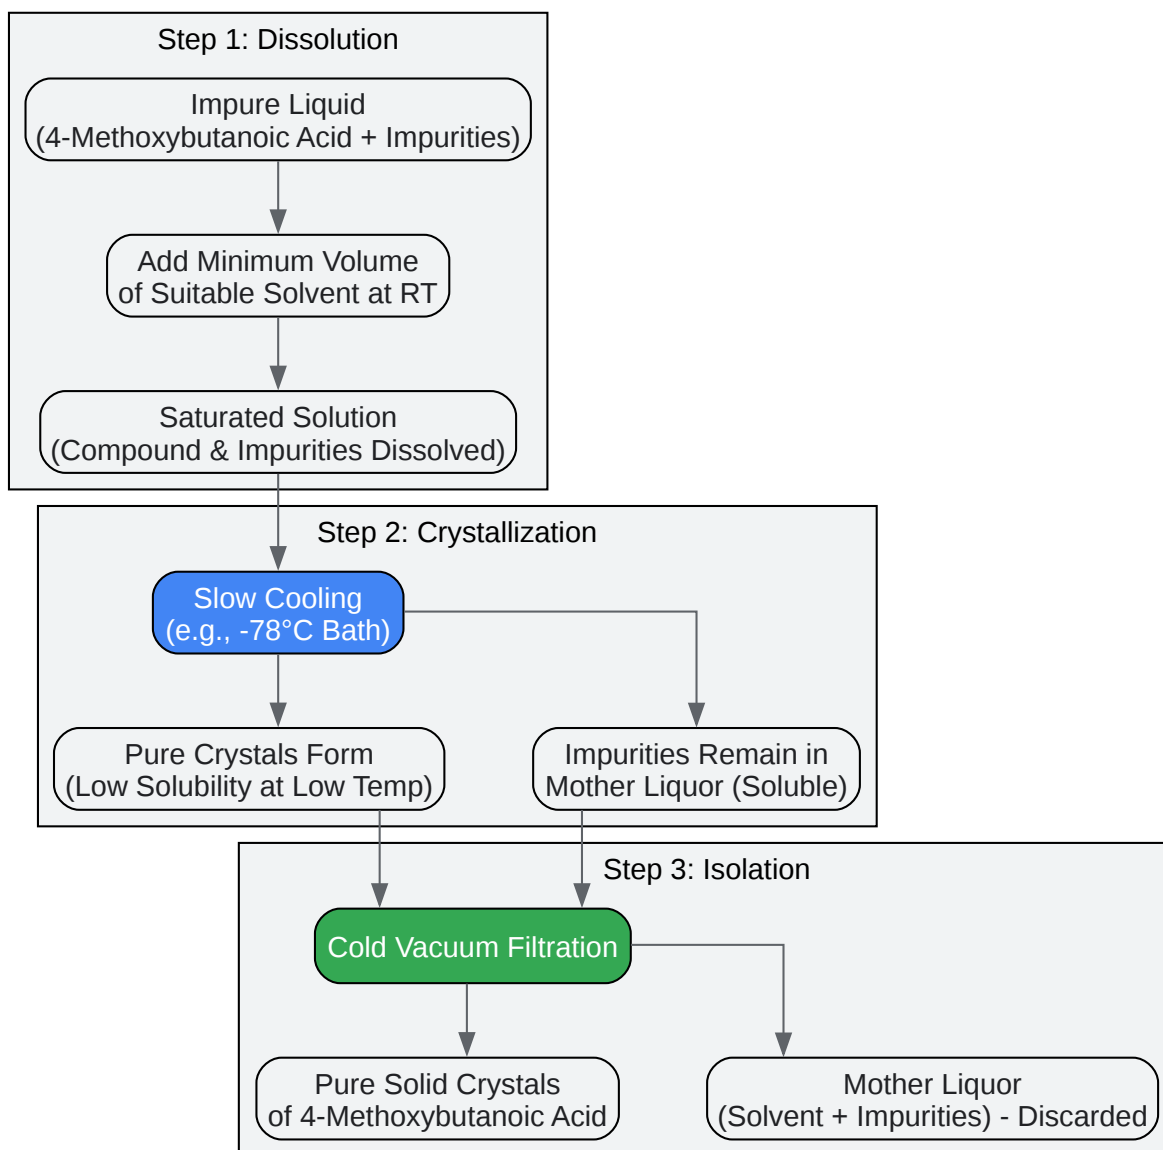 Step 1: Dissolution
Impure Liquid
(4-Methoxybutanoic Acid + Impurities)
Add Minimum Volume
of Suitable Solvent at RT
Saturated Solution
(Compound & Impurities Dissolved)
Step 2: Crystallization
Slow Cooling
(e.g., -78°C Bath)
Pure Crystals Form
(Low Solubility at Low Temp)
Impurities Remain in
Mother Liquor (Soluble)
Step 3: Isolation
Cold Vacuum Filtration
Pure Solid Crystals
of 4-Methoxybutanoic Acid
Mother Liquor
(Solvent + Impurities) - Discarded